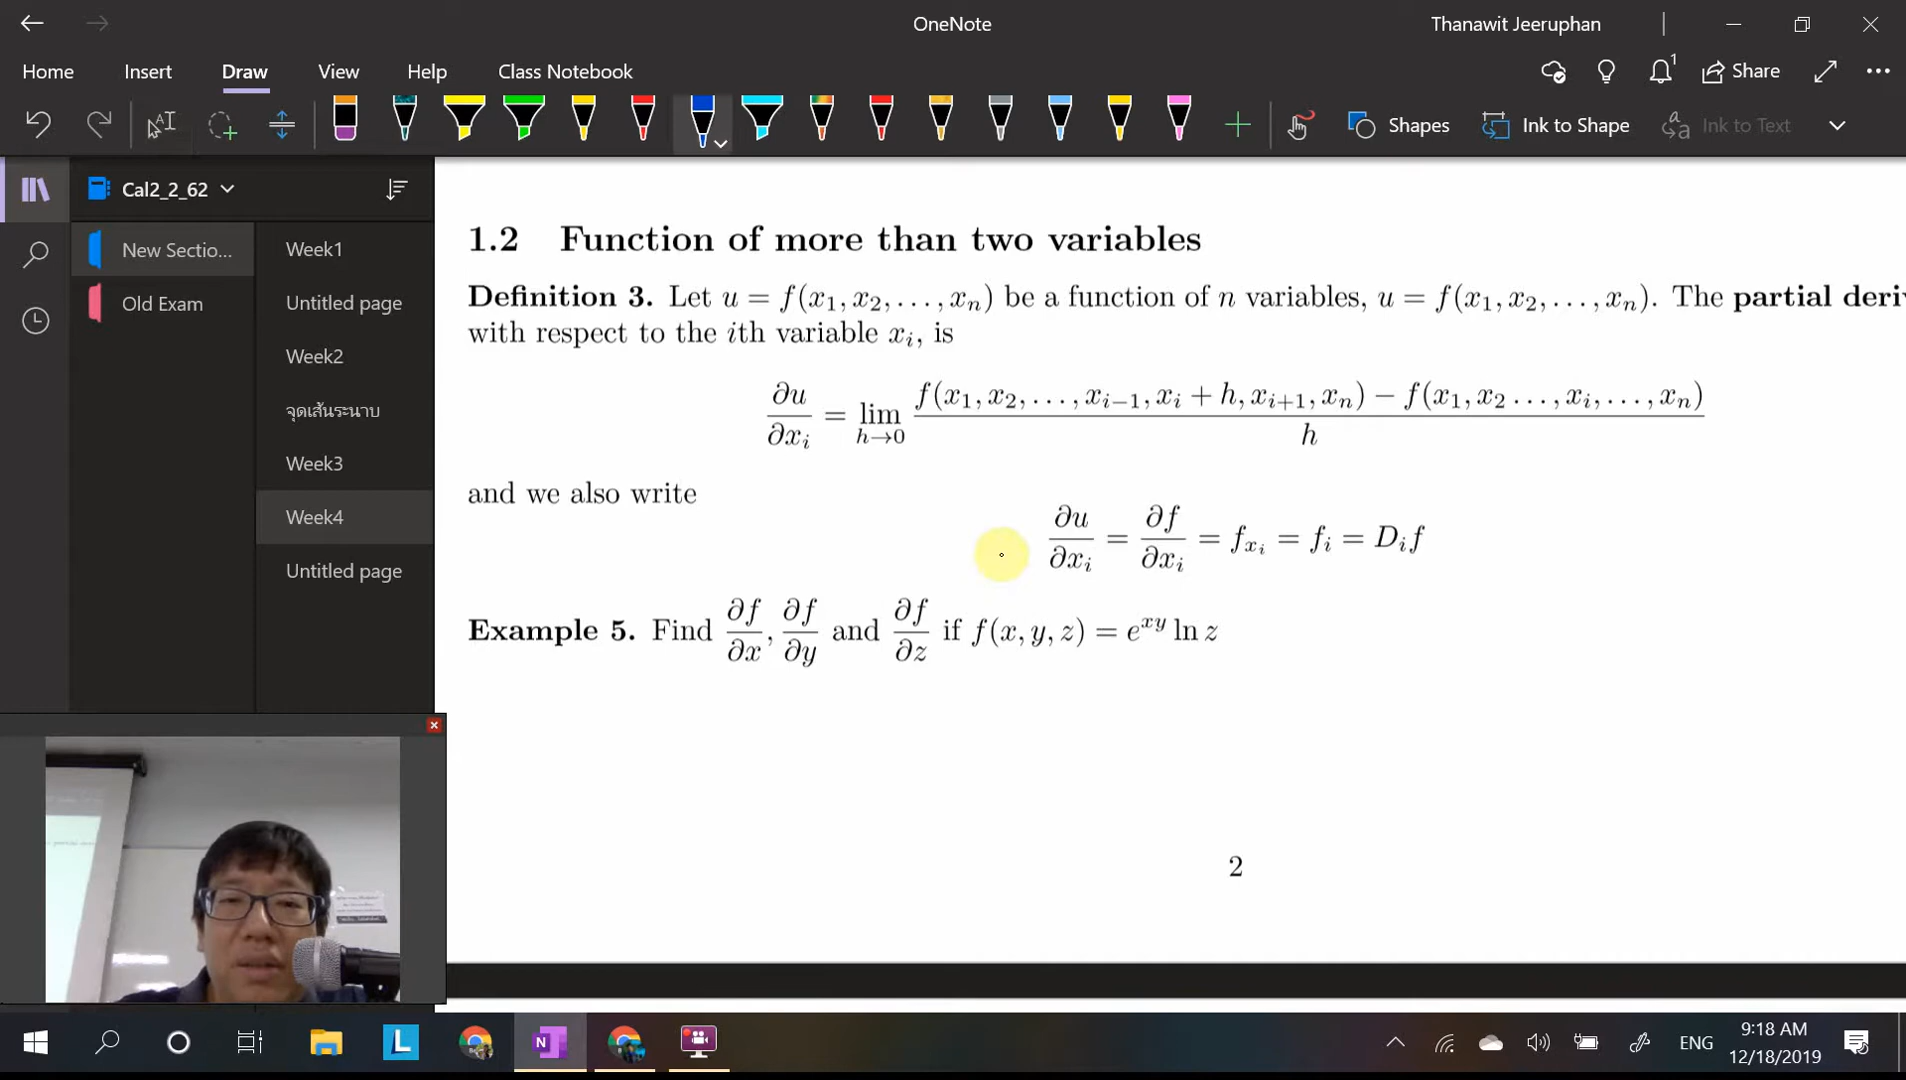 OneNote
Thanawit Jeeruphan
Home Insert Draw View Help Class Notebook
1
Share
Shapes
Ink to Shape
Ink to Text
Cal2_2_62
New Sectio...
Old Exam
Week1
Untitled page
Week2
จุดเส้นระนาบ
Week3
Week4
Untitled page
1.2 Function of more than two variables
Definition 3. Let u = f(x₁, x₂, . . . , xₙ) be a function of n variables, u = f(x₁, x₂, . . . , xₙ). The partial deri
with respect to the ith variable xᵢ, is
∂u/∂xᵢ = lim h→0 f(x₁, x₂, . . . , xᵢ₋₁, xᵢ + h, xᵢ₊₁, xₙ) − f(x₁, x₂ . . . , xᵢ, . . . , xₙ) / h
and we also write
∂u/∂xᵢ = ∂f/∂xᵢ = f_{xᵢ} = fᵢ = Dᵢf
Example 5. Find ∂f/∂x, ∂f/∂y and ∂f/∂z if f(x, y, z) = e^{xy} ln z
2
L
N
ENG
9:18 AM
12/18/2019